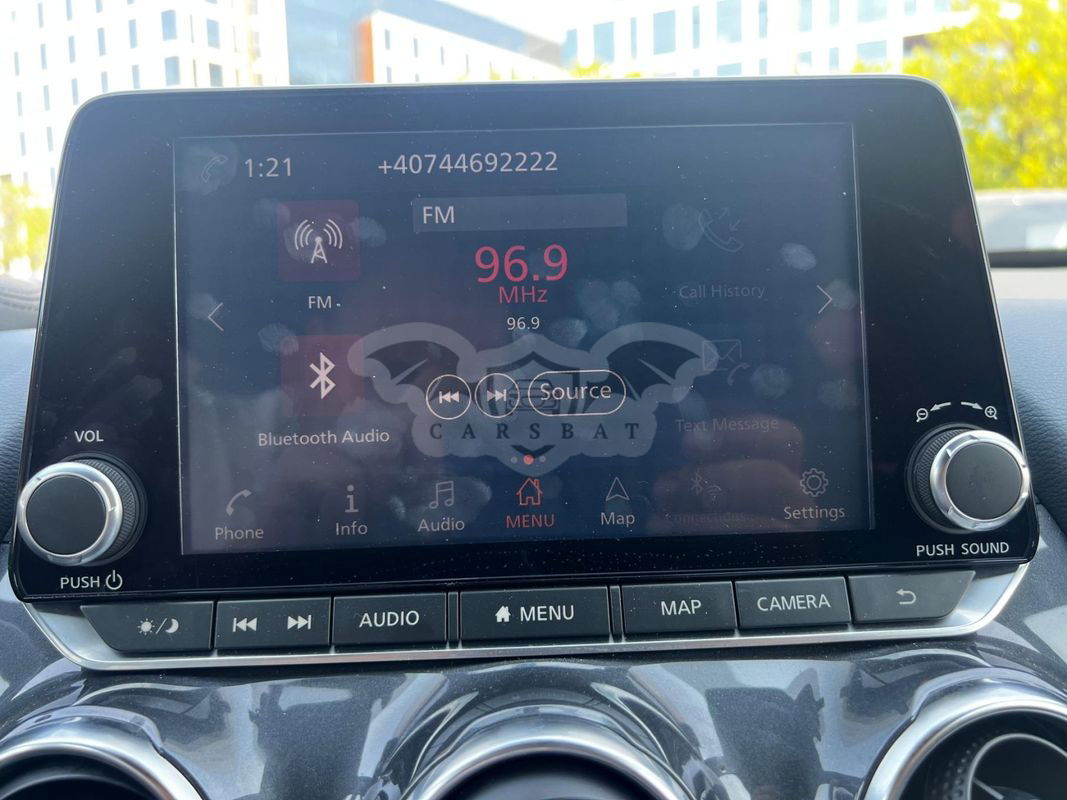 1:21 +40744692222
FM
96.9
MHz
FM
96.9
Call History
Source
Bluetooth Audio
CARSBAT
Text Message
Phone
Info
Audio
MENU
Map
Connections
Settings
VOL
PUSH
PUSH SOUND
AUDIO
MENU
MAP
CAMERA